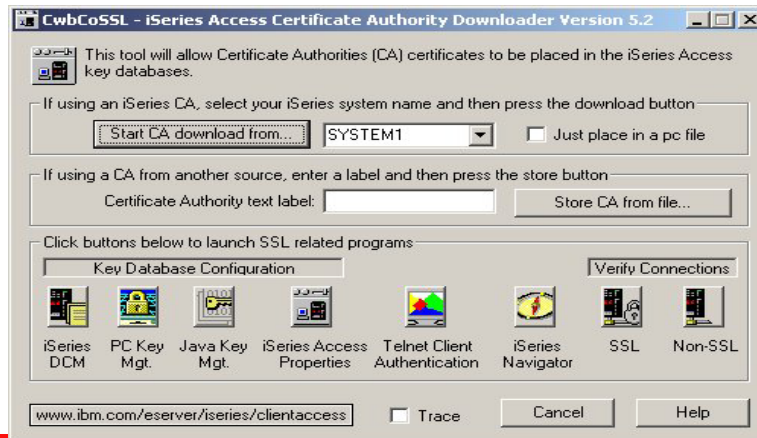 CwbCoSSL - iSeries Access Certificate Authority Downloader Version 5.2
This tool will allow Certificate Authorities (CA) certificates to be placed in the iSeries Access
key databases.
If using an iSeries CA, select your iSeries system name and then press the download button
Start CA download from... SYSTEM1 Just place in a pc file
If using a CA from another source, enter a label and then press the store button
Certificate Authority text label: Store CA from file...
Click buttons below to launch SSL related programs
Key Database Configuration Verify Connections
iSeries DCM
PC Key Mgt.
Java Key Mgt.
iSeries Access Properties
Telnet Client Authentication
iSeries Navigator
SSL
Non-SSL
www.ibm.com/eserver/iseries/clientaccess Trace Cancel Help